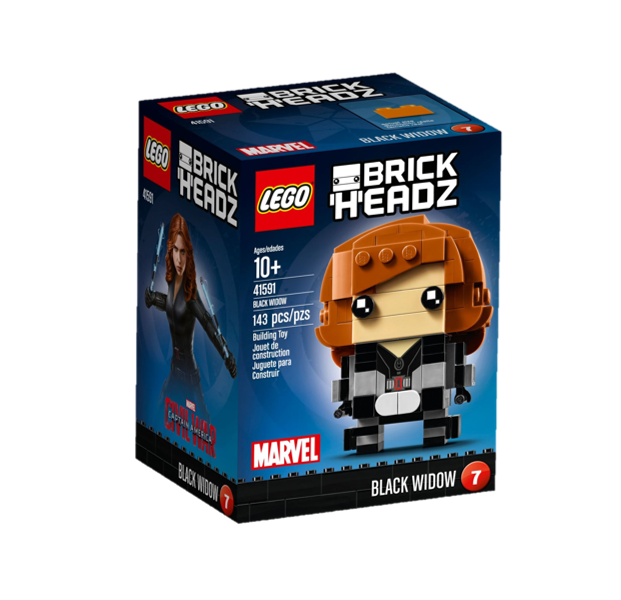 LEGO
BRICK
HEADZ
41591
MARVEL
BLACK WIDOW 7
LEGO
BRICK
HEADZ
41591
MARVEL
CAPTAIN AMERICA
CIVIL WAR
BLACK WIDOW 7
LEGO
BRICK
HEADZ
Ages/edades
10+
41591
BLACK WIDOW
143 pcs/pzs
Building Toy
Jouet de
construction
Juguete para
Construir
MARVEL
BLACK WIDOW 7